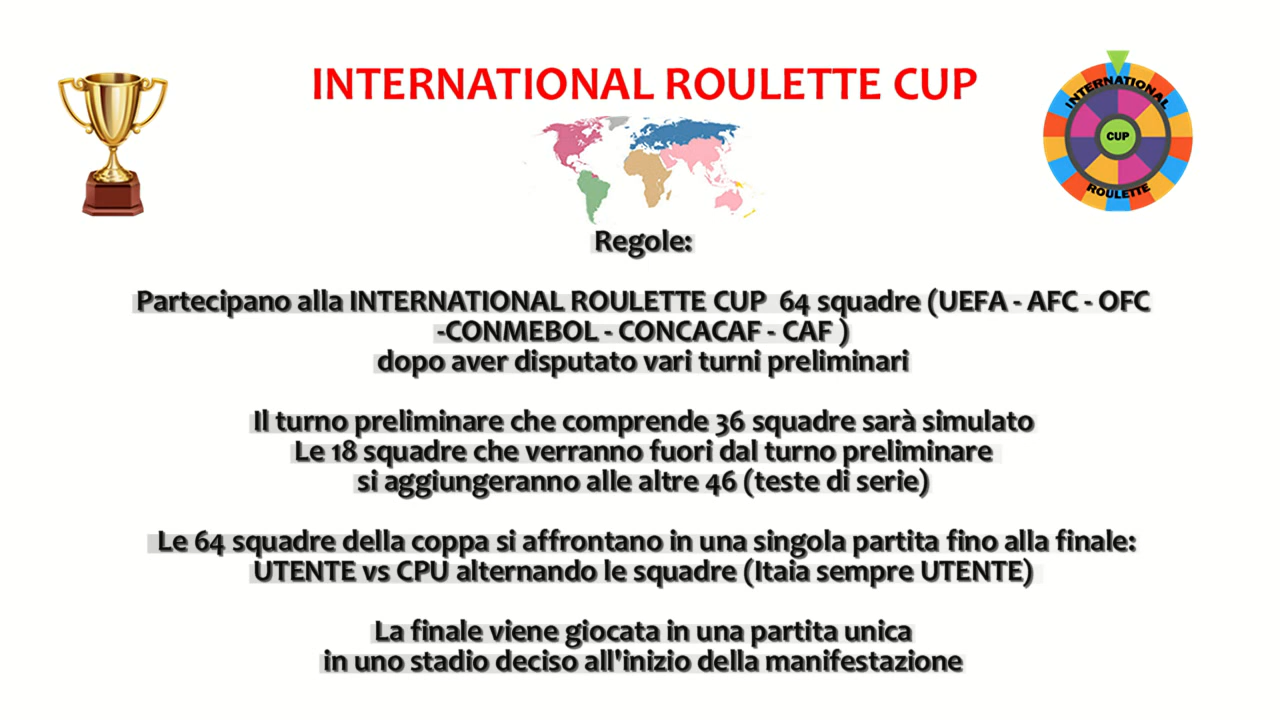 INTERNATIONAL ROULETTE CUP
INTERNATIONAL
CUP
ROULETTE
Regole:
Partecipano alla INTERNATIONAL ROULETTE CUP 64 squadre (UEFA - AFC - OFC
-CONMEBOL - CONCACAF - CAF )
dopo aver disputato vari turni preliminari
Il turno preliminare che comprende 36 squadre sarà simulato
Le 18 squadre che verranno fuori dal turno preliminare
si aggiungeranno alle altre 46 (teste di serie)
Le 64 squadre della coppa si affrontano in una singola partita fino alla finale:
UTENTE vs CPU alternando le squadre (Itaia sempre UTENTE)
La finale viene giocata in una partita unica
in uno stadio deciso all'inizio della manifestazione